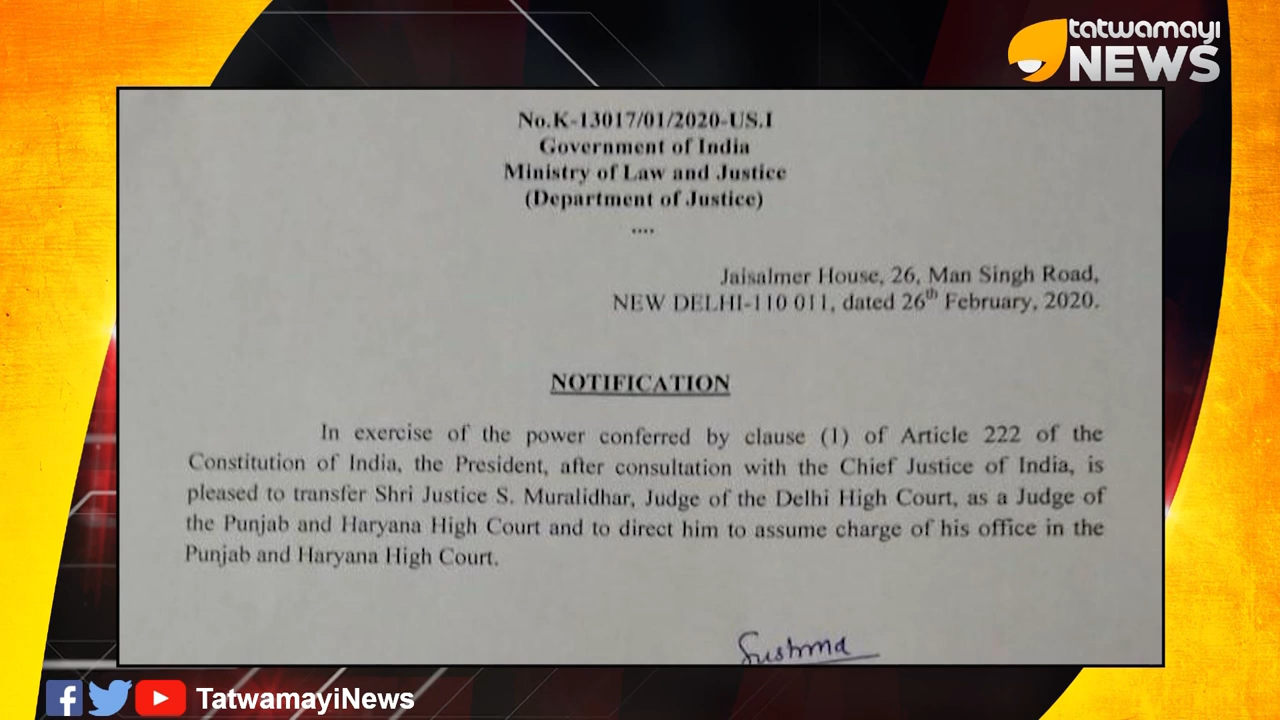 tatwamayi
NEWS
No.K-13017/01/2020-US.I
Government of India
Ministry of Law and Justice
(Department of Justice)
....
Jaisalmer House, 26, Man Singh Road,
NEW DELHI-110 011, dated 26th February, 2020.
NOTIFICATION
In exercise of the power conferred by clause (1) of Article 222 of the
Constitution of India, the President, after consultation with the Chief Justice of India, is
pleased to transfer Shri Justice S. Muralidhar, Judge of the Delhi High Court, as a Judge of
the Punjab and Haryana High Court and to direct him to assume charge of his office in the
Punjab and Haryana High Court.
Sushma
TatwamayiNews